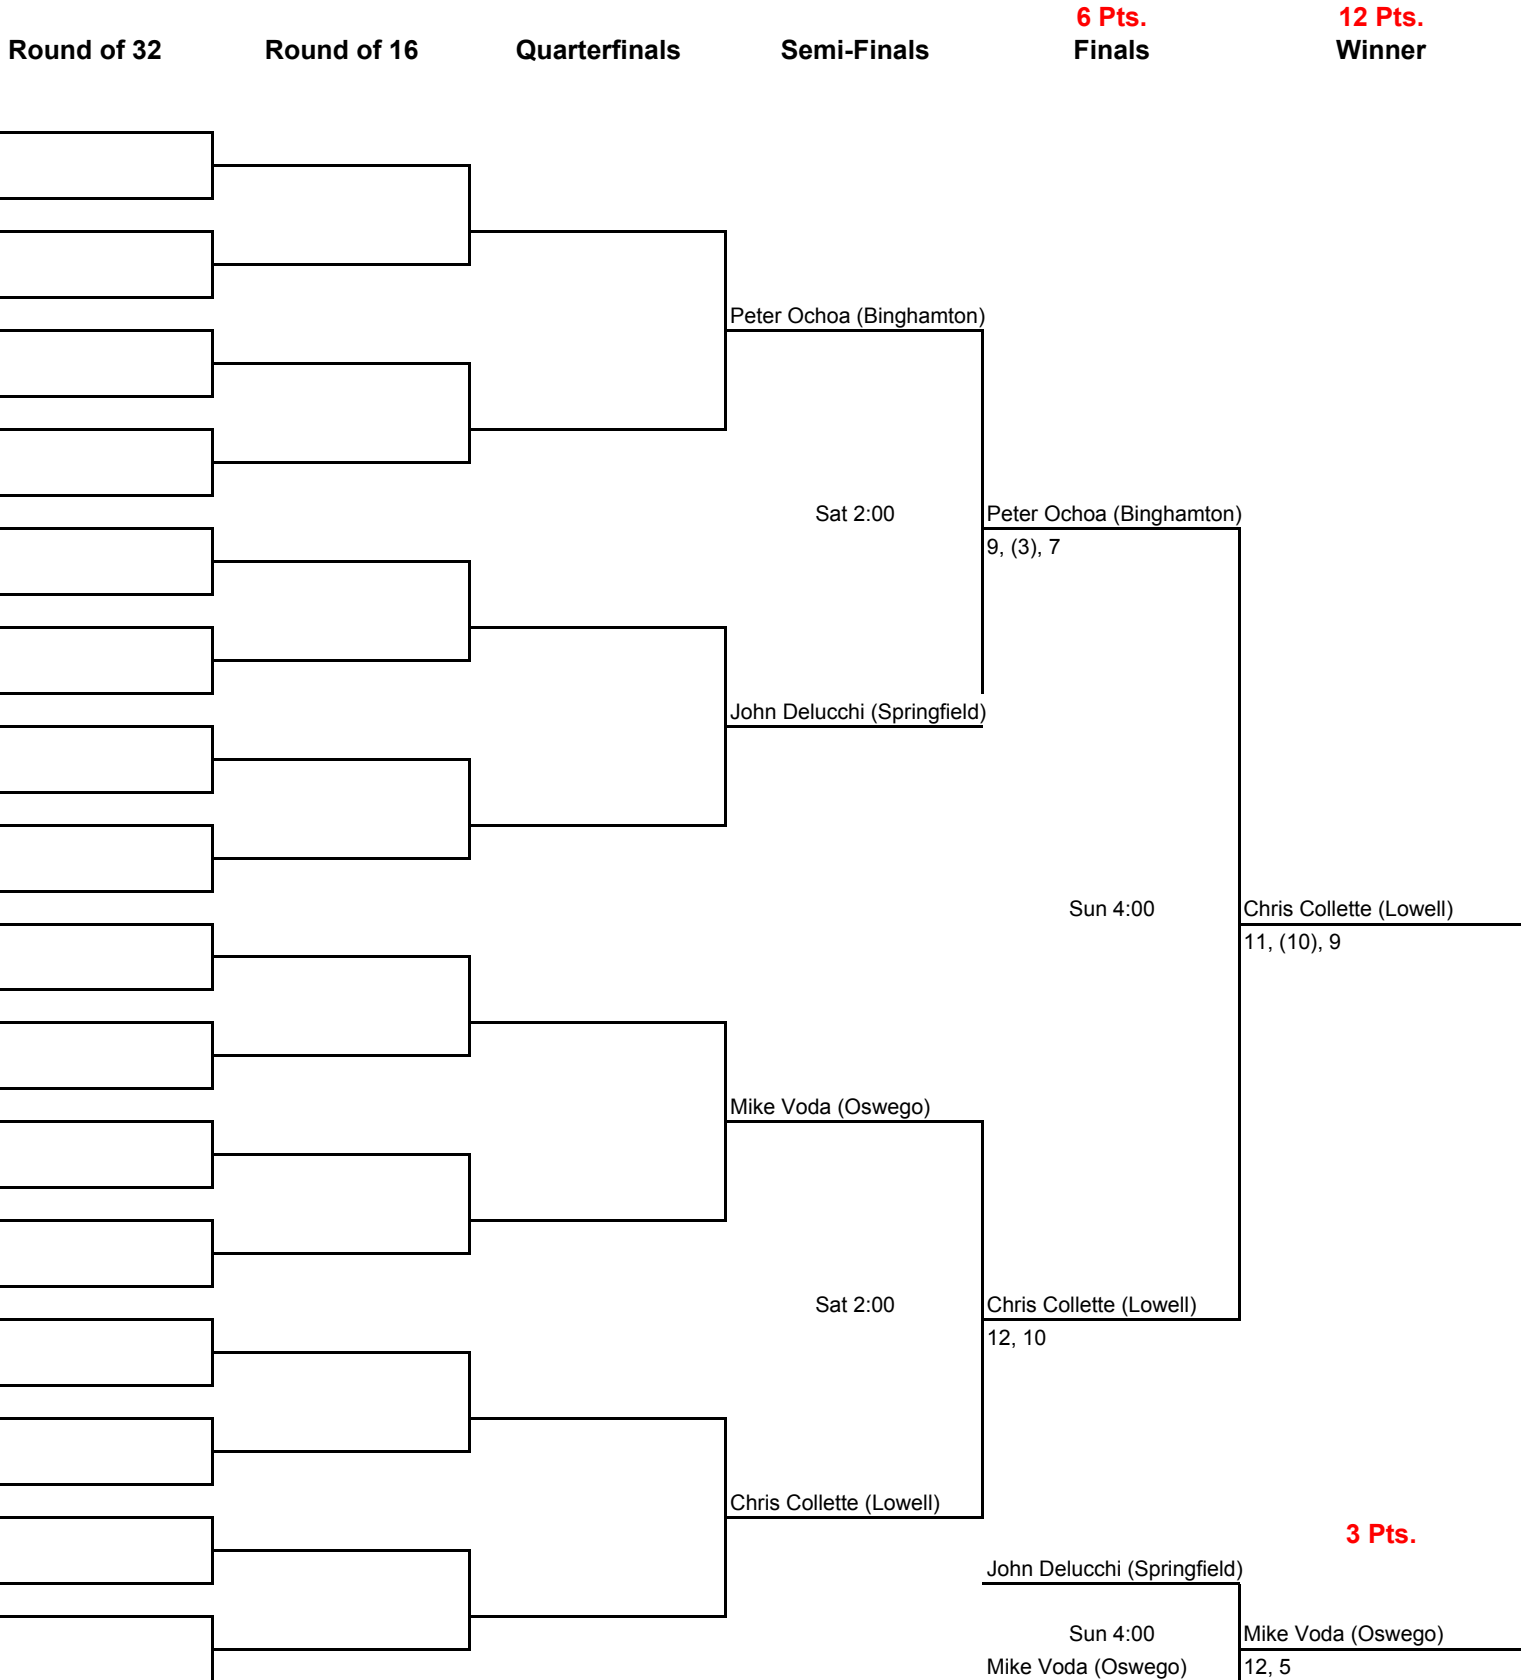 6 Pts. 12 Pts.
Round of 32 Round of 16 Quarterfinals Semi-Finals Finals Winner
Peter Ochoa (Binghamton)
Sat 2:00 Peter Ochoa (Binghamton)
9, (3), 7
John Delucchi (Springfield)
Sun 4:00 Chris Collette (Lowell)
11, (10), 9
Mike Voda (Oswego)
Sat 2:00 Chris Collette (Lowell)
12, 10
Chris Collette (Lowell)
3 Pts.
John Delucchi (Springfield)
Sun 4:00 Mike Voda (Oswego)
Mike Voda (Oswego) 12, 5